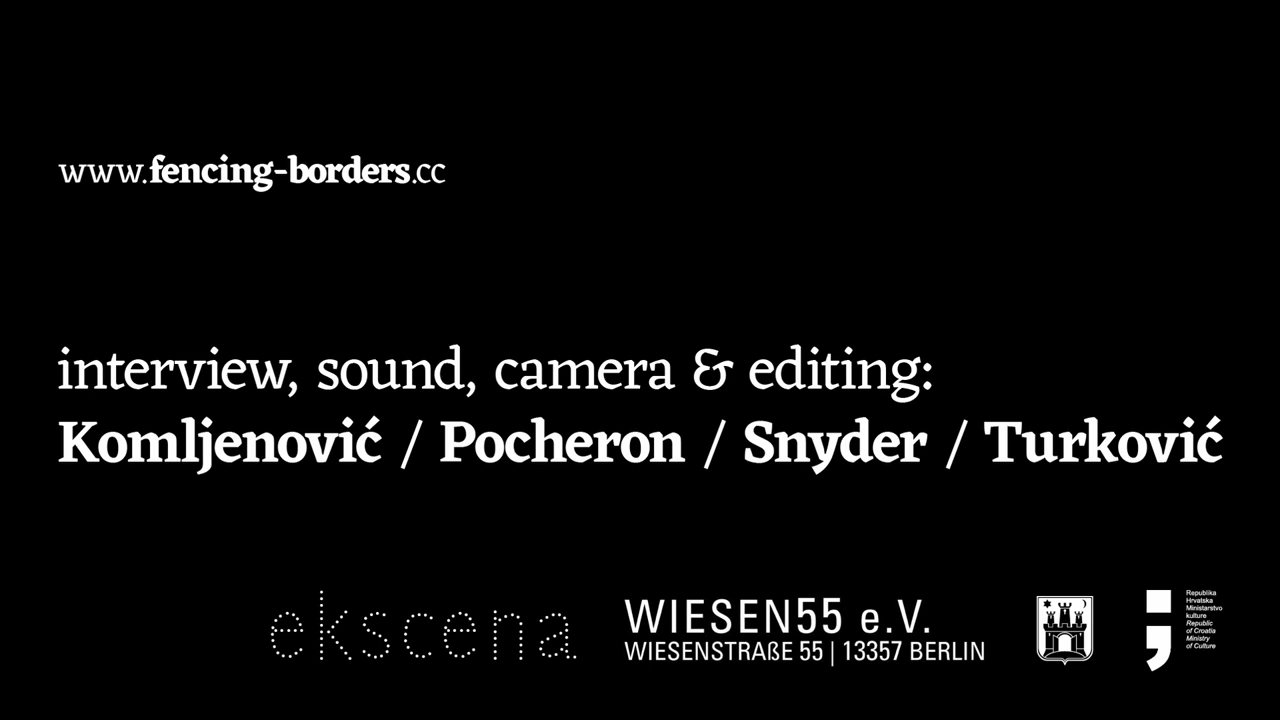 www.fencing-borders.cc
interview, sound, camera & editing:
Komljenović / Pocheron / Snyder / Turković
ekscena
WIESEN55 e.V.
WIESENSTRAßE 55 | 13357 BERLIN
Republika
Hrvatska
Ministarstvo
kulture
Republic
of Croatia
Ministry
of Culture